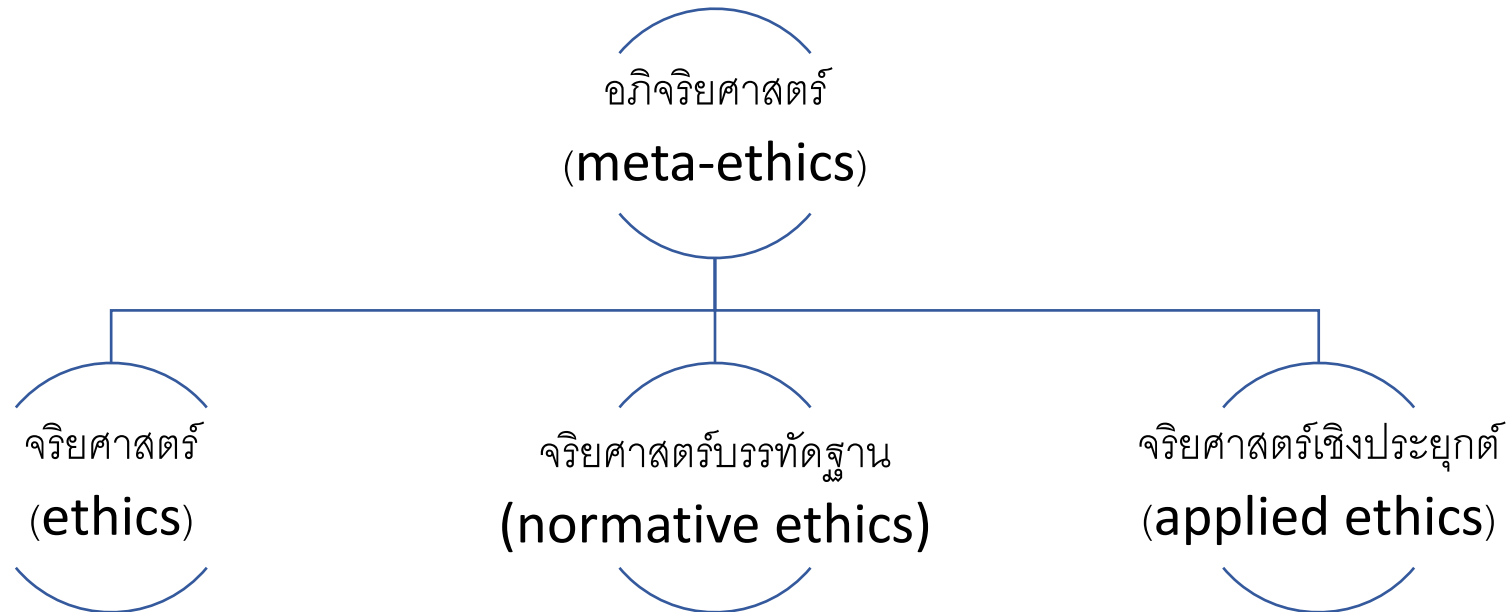 อภิจริยศาสตร์
(meta-ethics)
จริยศาสตร์
(ethics)
จริยศาสตร์บรรทัดฐาน
(normative ethics)
จริยศาสตร์เชิงประยุกต์
(applied ethics)